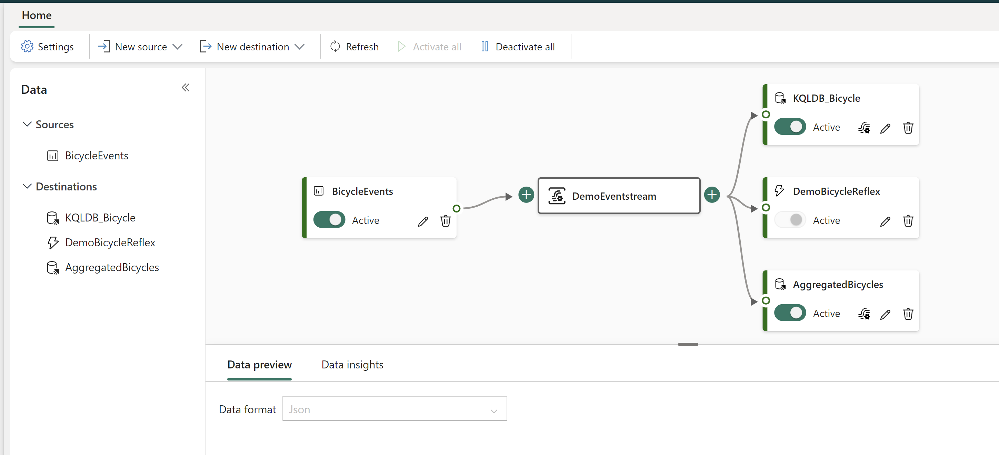 Home
Settings
New source
New destination
Refresh
Activate all
Deactivate all
Data
Sources
BicycleEvents
Destinations
KQLDB_Bicycle
DemoBicycleReflex
AggregatedBicycles
BicycleEvents
Active
DemoEventstream
KQLDB_Bicycle
Active
DemoBicycleReflex
Active
AggregatedBicycles
Active
Data preview
Data insights
Data format
Json